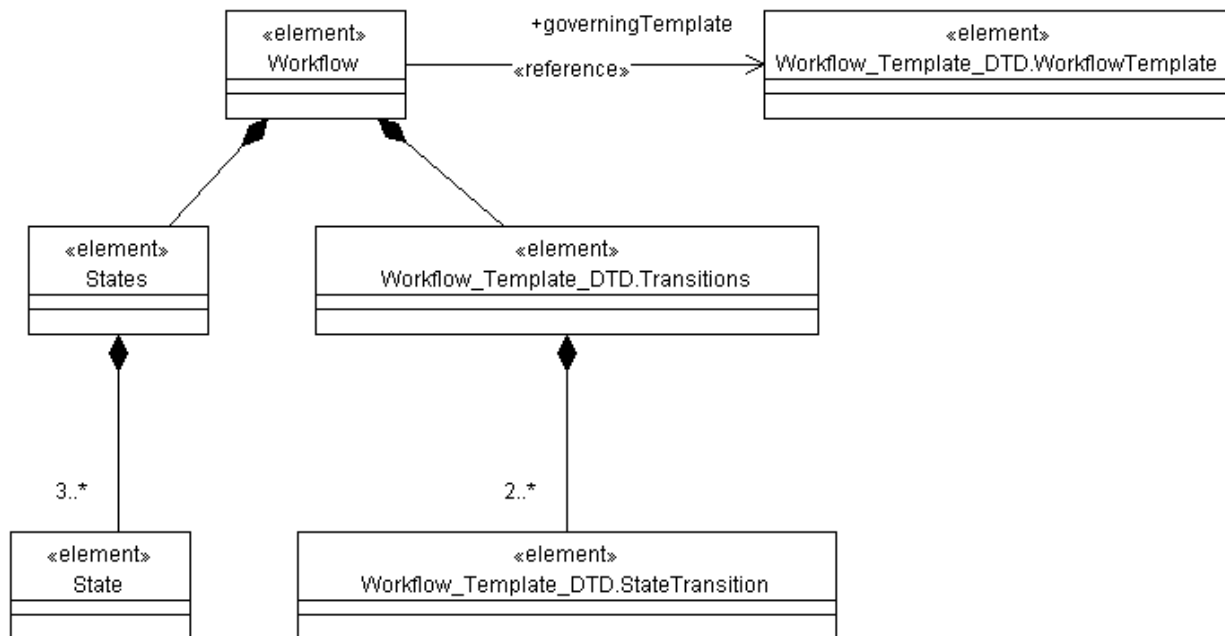 «element»
Workflow
+governingTemplate
«reference»
«element»
Workflow_Template_DTD.WorkflowTemplate
«element»
States
«element»
Workflow_Template_DTD.Transitions
3..*
2..*
«element»
State
«element»
Workflow_Template_DTD.StateTransition